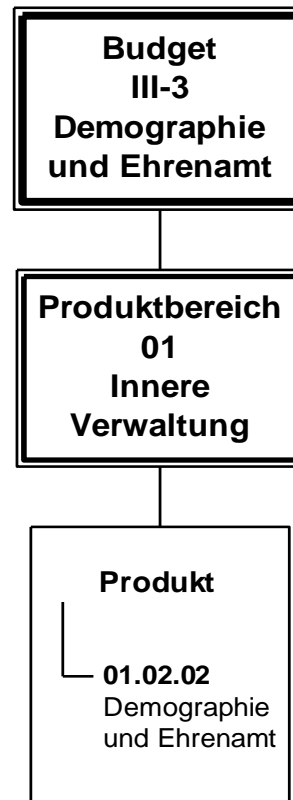 Budget
III-3
Demographie
und Ehrenamt
Produktbereich
01
Innere
Verwaltung
Produkt
01.02.02
Demographie
und Ehrenamt